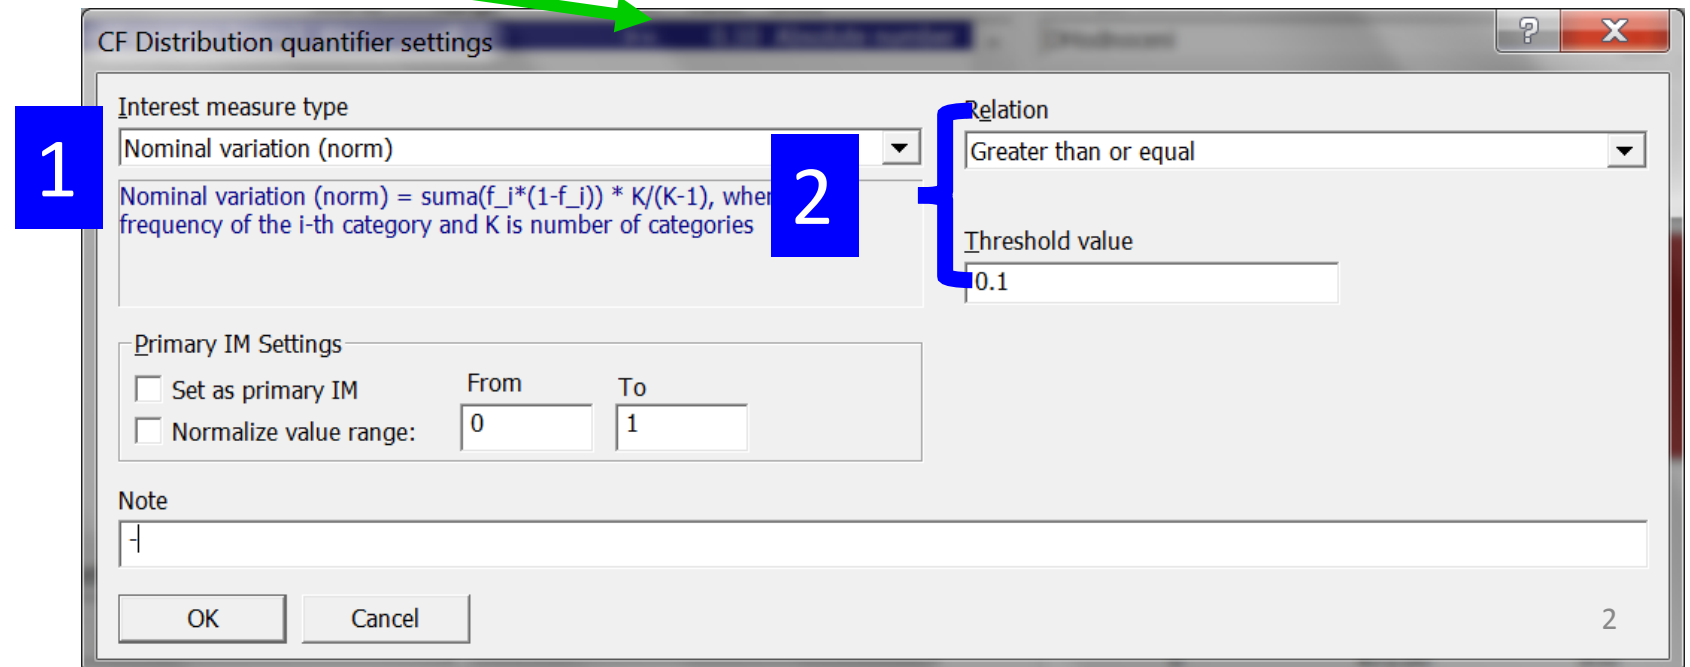 CF Distribution quantifier settings
?
X
1
Interest measure type
Nominal variation (norm)
Nominal variation (norm) = suma(f_i*(1-f_i)) * K/(K-1),
frequency of the i-th category and K is number of categories
2
Relation
Greater than or equal
Threshold value
0.1
Primary IM Settings
Set as primary IM
Normalize value range:
From
0
To
1
Note
-
OK
Cancel
2